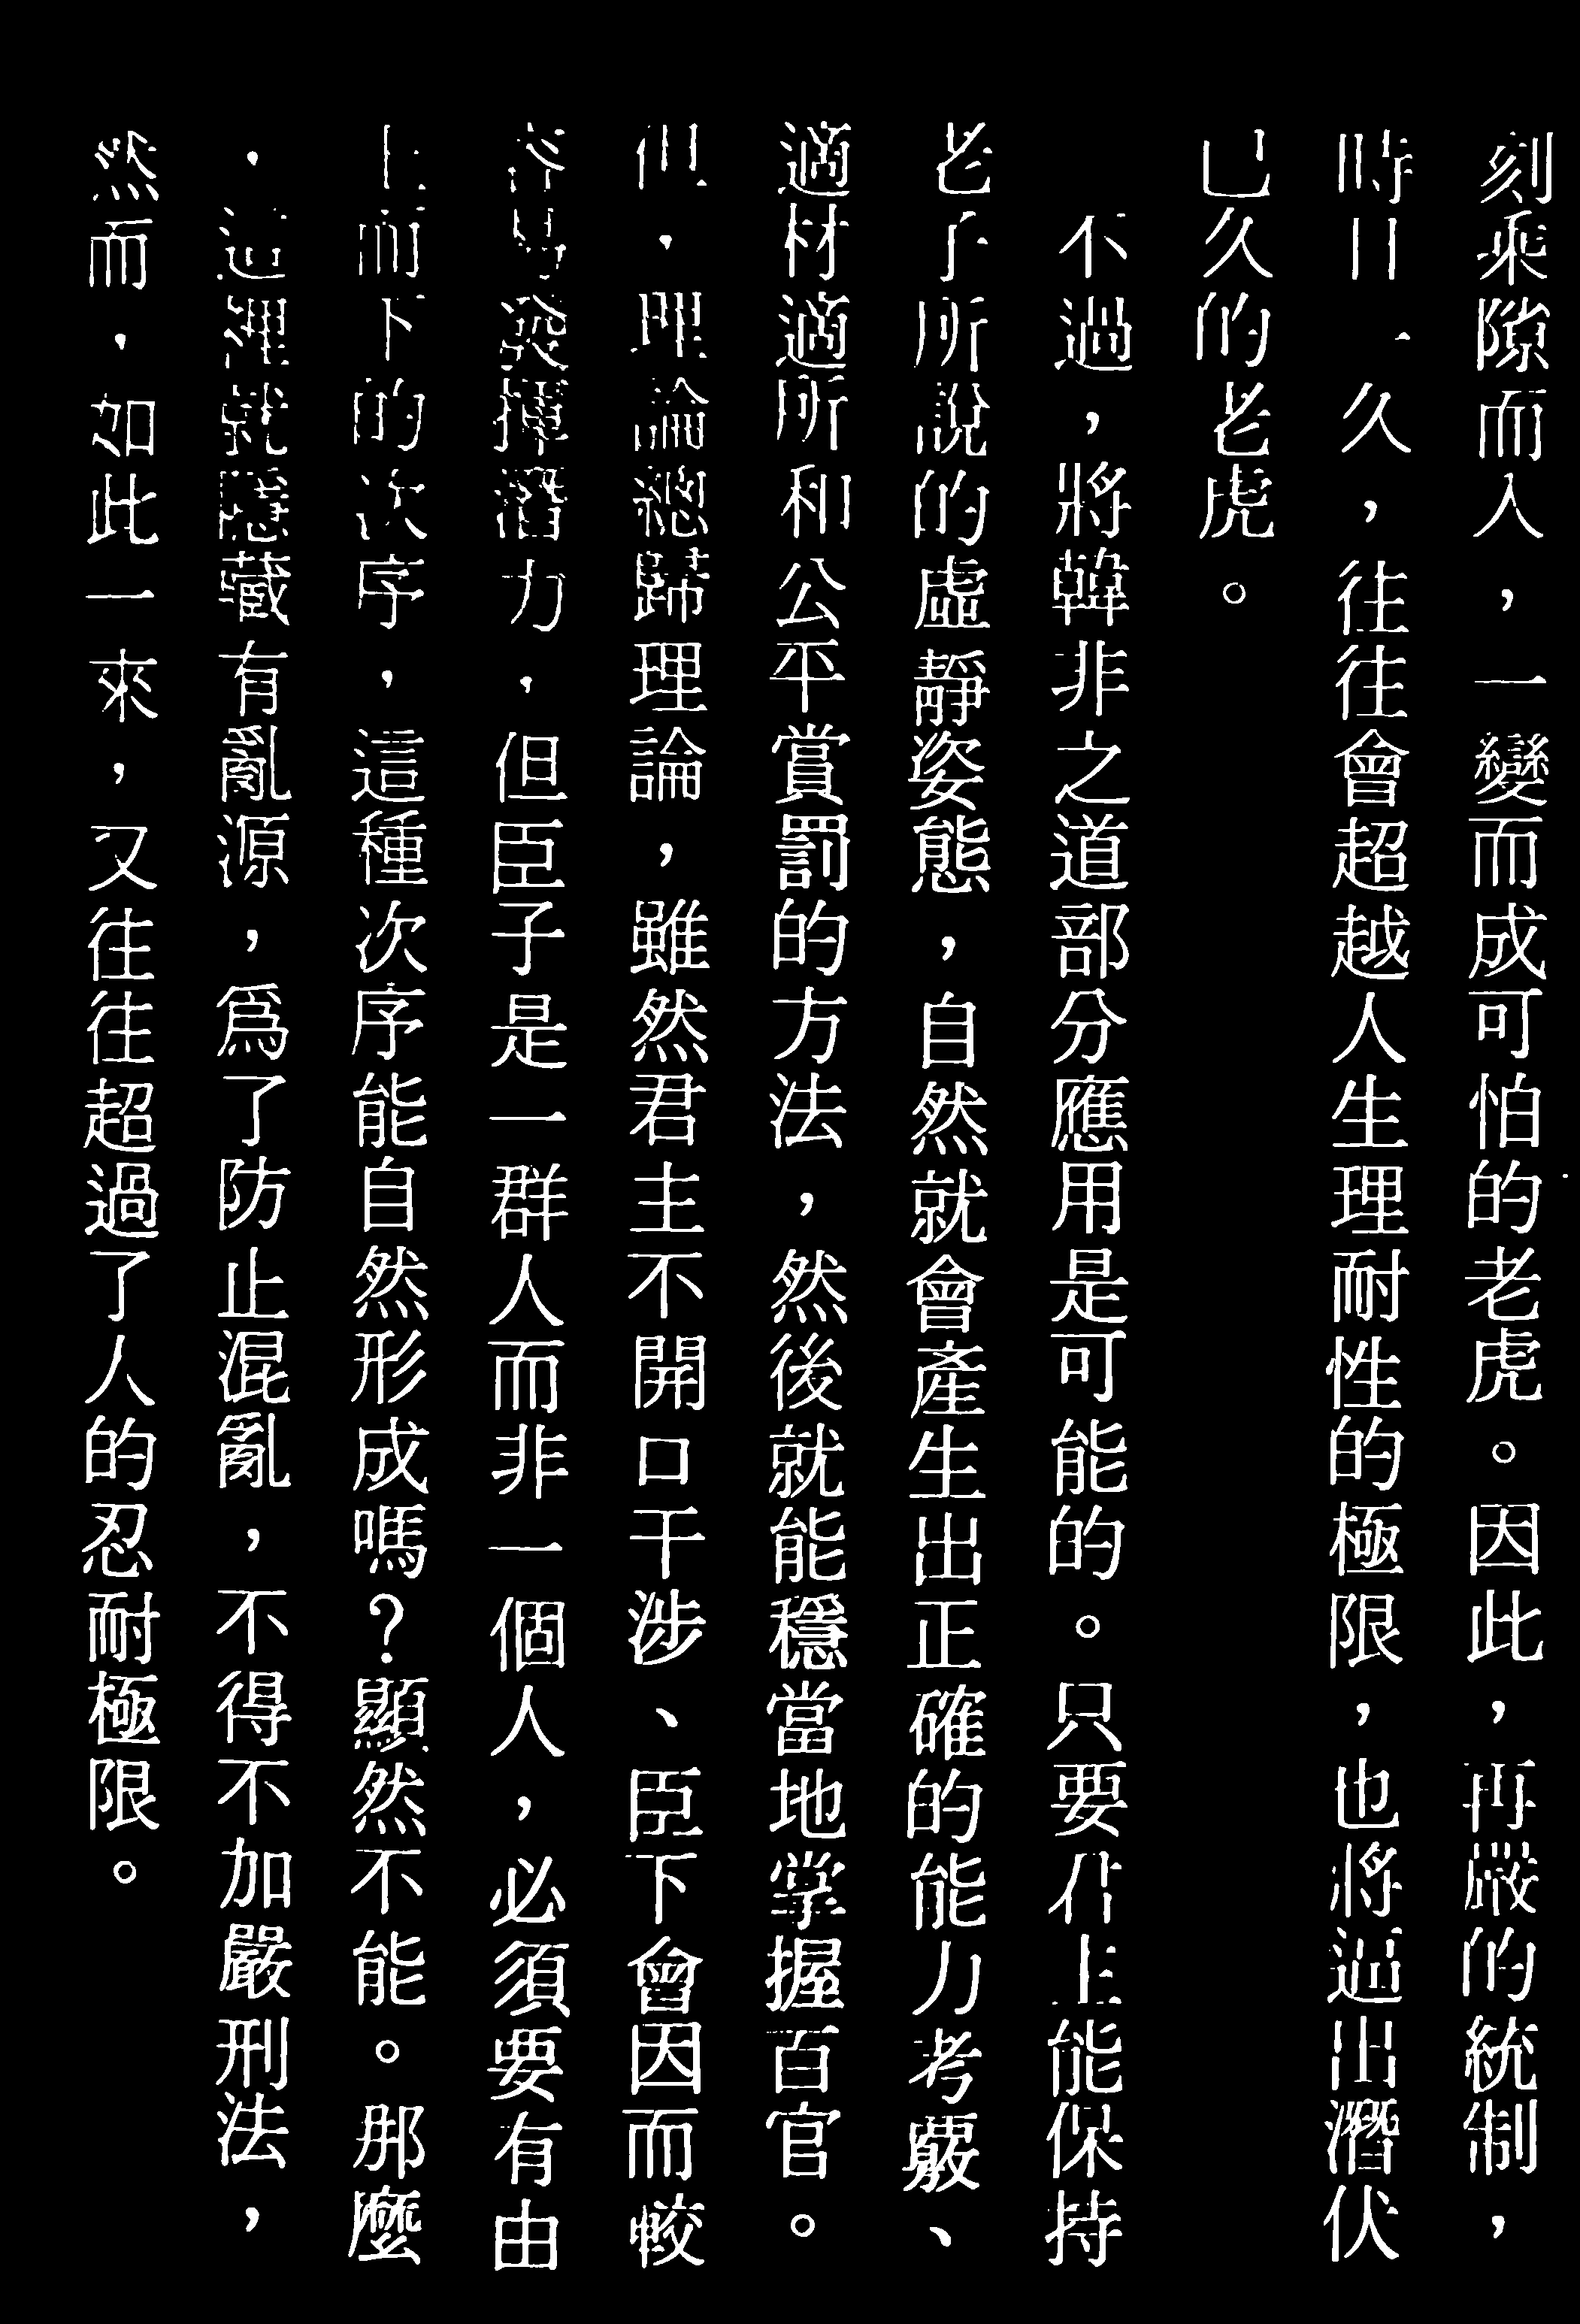 刻乘隙而入，一變而成可怕的老虎。因此，再嚴的統制，
時日一久，往往會超越人生理耐性的極限，也將逼出潛伏
已久的老虎。
不過，將韓非之道部分應用是可能的。只要君上能保持
老子所說的虛靜姿態，自然就會產生出正確的能力考覈、
適材適所和公平賞罰的方法，然後就能穩當地掌握百官。
但，理論總歸理論，雖然君主不開口干涉、臣下會因而較
容易發揮潛力，但臣子是一群人而非一個人，必須要有由
上而下的次序，這種次序能自然形成嗎？顯然不能。那麼
，這裡就隱藏有亂源，為了防止混亂，不得不加嚴刑法，
然而，如此一來，又往往超過了人的忍耐極限。